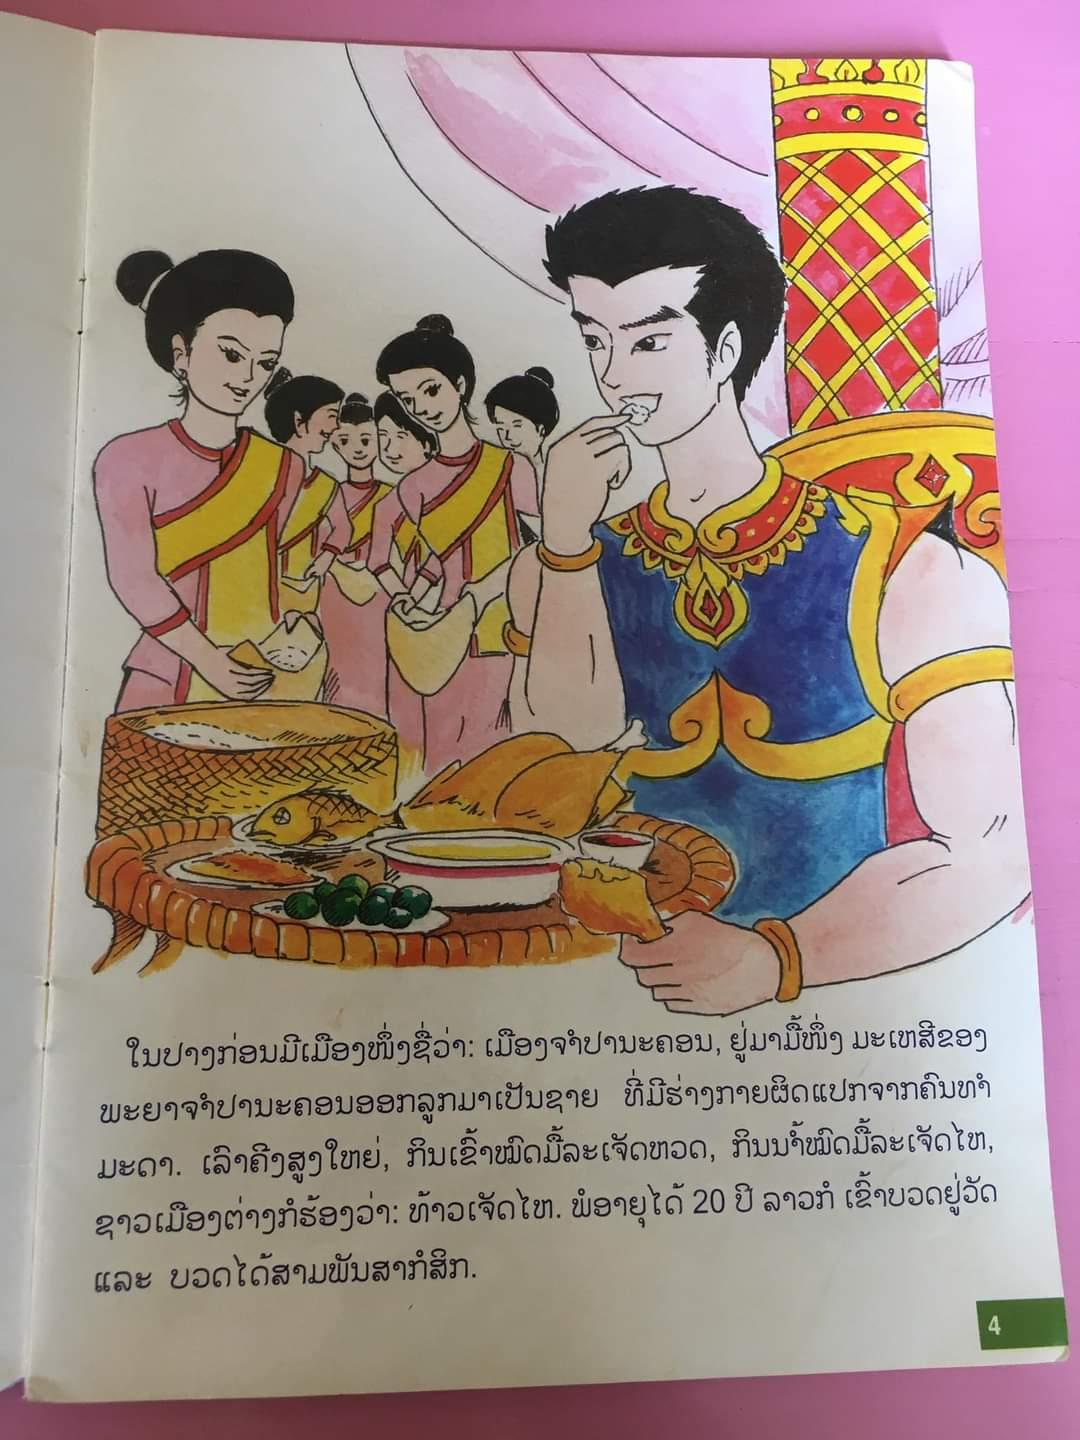 ໃນປາງກ່ອນມີເມືອງໜຶ່ງຊື່ວ່າ: ເມືອງຈຳປານະຄອນ, ຢູ່ມາມື້ໜຶ່ງ ມະເຫສີຂອງ
ພະຍາຈຳປານະຄອນອອກລູກມາເປັນຊາຍ ທີ່ມີຮ່າງກາຍຜິດແປກຈາກຄົນທຳ
ມະດາ. ເລົາຄີງສູງໃຫຍ່, ກິນເຂົ້າໝົດມື້ລະເຈັດຫວດ, ກິນນ້ຳໝົດມື້ລະເຈັດໄຫ,
ຊາວເມືອງຕ່າງກໍຮ້ອງວ່າ: ທ້າວເຈັດໄຫ. ພໍອາຍຸໄດ້ 20 ປີ ລາວກໍ ເຂົ້າບວດຢູ່ວັດ
ແລະ ບວດໄດ້ສາມພັນສາກໍສິກ.
4